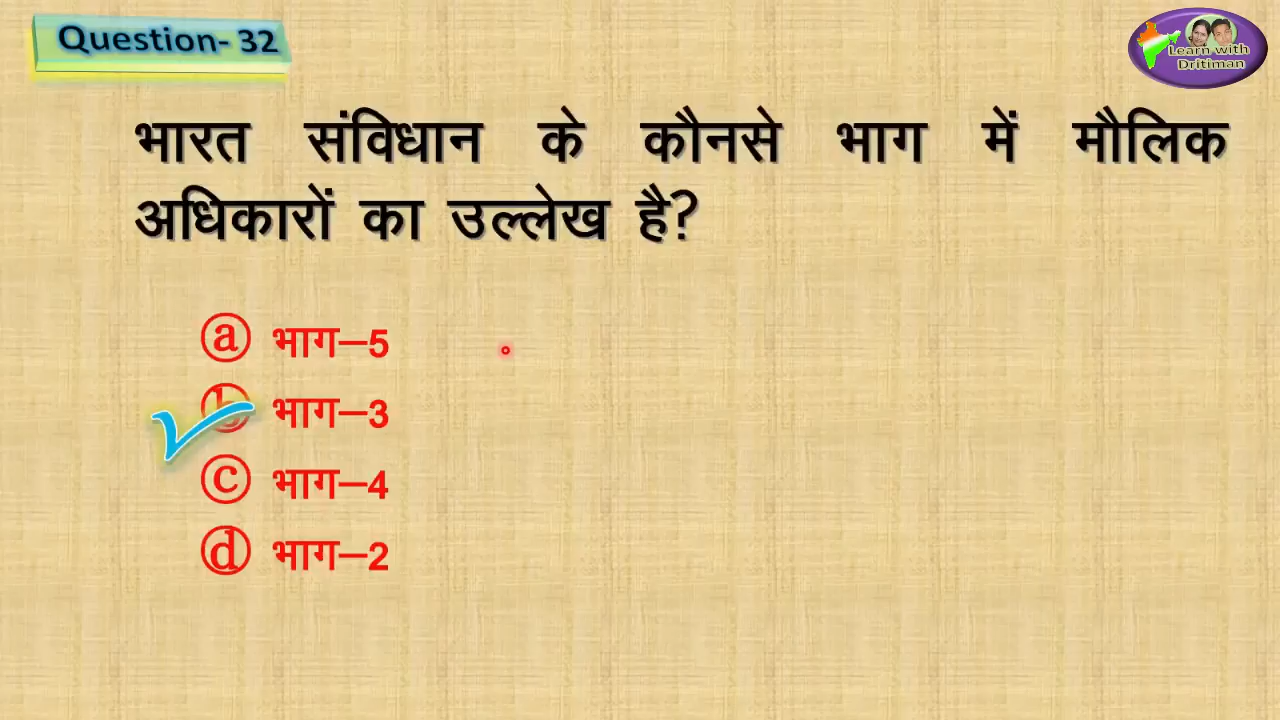 Question- 32
Learn with
Dritiman
भारत संविधान के कौनसे भाग में मौलिक
अधिकारों का उल्लेख है?
ⓐ भाग–5
ⓑ भाग–3
ⓒ भाग–4
ⓓ भाग–2